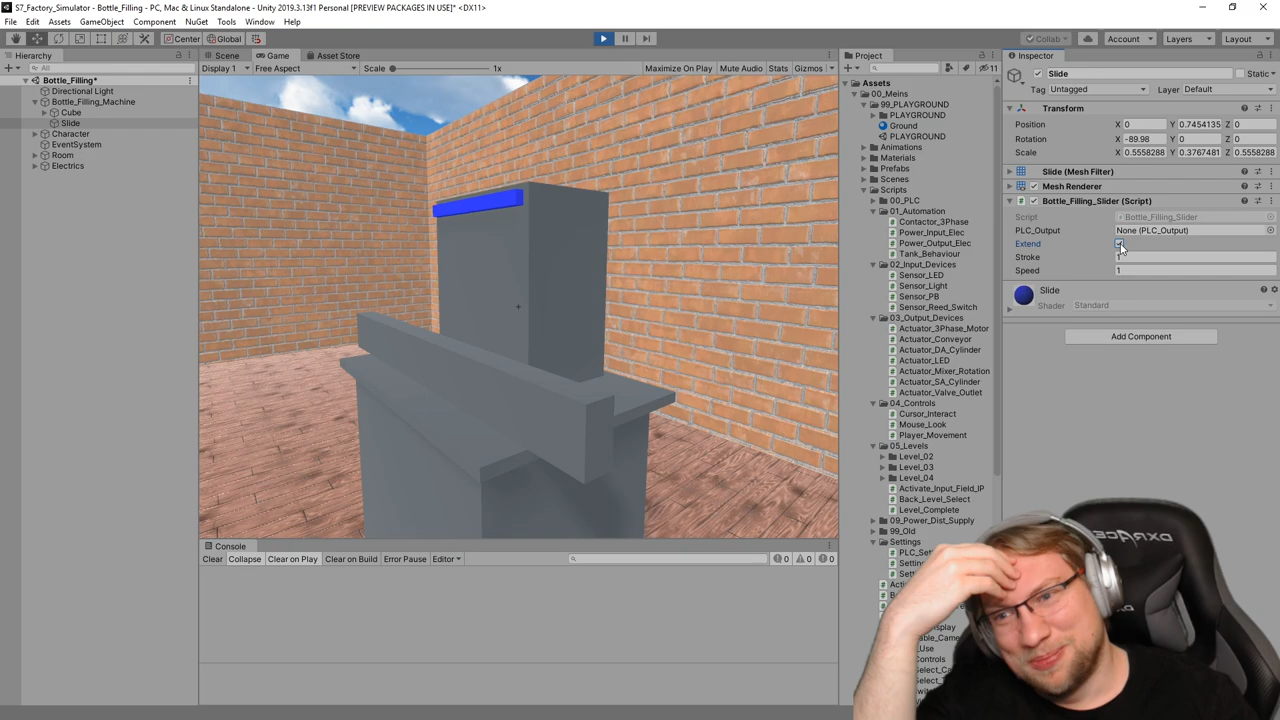 S7_Factory_Simulator - Bottle_Filling - PC, Mac & Linux Standalone - Unity 2019.3.13f1 Personal [PREVIEW PACKAGES IN USE]* <DX11>
File Edit Assets GameObject Component NuGet Tools Window Help
Center Global Collab Account Layers Layout
Hierarchy
All
Bottle_Filling*
Directional Light
Bottle_Filling_Machine
Cube
Slide
Character
EventSystem
Room
Electrics
Scene Game Asset Store
Display 1 Free Aspect Scale 1x Maximize On Play Mute Audio Stats Gizmos
Console
Clear Collapse Clear on Play Clear on Build Error Pause Editor 0 0 0
Project
11
Assets
00_Meins
99_PLAYGROUND
PLAYGROUND
Ground
PLAYGROUND
Animations
Materials
Prefabs
Scenes
Scripts
00_PLC
01_Automation
Contactor_3Phase
Power_Input_Elec
Power_Output_Elec
Tank_Behaviour
02_Input_Devices
Sensor_LED
Sensor_Light
Sensor_PB
Sensor_Reed_Switch
03_Output_Devices
Actuator_3Phase_Motor
Actuator_Conveyor
Actuator_DA_Cylinder
Actuator_LED
Actuator_Mixer_Rotation
Actuator_SA_Cylinder
Actuator_Valve_Outlet
04_Controls
Cursor_Interact
Mouse_Look
Player_Movement
05_Levels
Level_02
Level_03
Level_04
Activate_Input_Field_IP
Back_Level_Select
Level_Complete
09_Power_Dist_Supply
99_Old
Settings
Inspector
Slide Static
Tag Untagged Layer Default
Transform
Position X 0 Y 0.7454135 Z 0
Rotation X -89.98 Y 0 Z 0
Scale X 0.5558288 Y 0.3767481 Z 0.5558288
Slide (Mesh Filter)
Mesh Renderer
Bottle_Filling_Slider (Script)
Script Bottle_Filling_Slider
PLC_Output None (PLC_Output)
Extend
Stroke 1
Speed 1
Slide
Shader Standard
Add Component